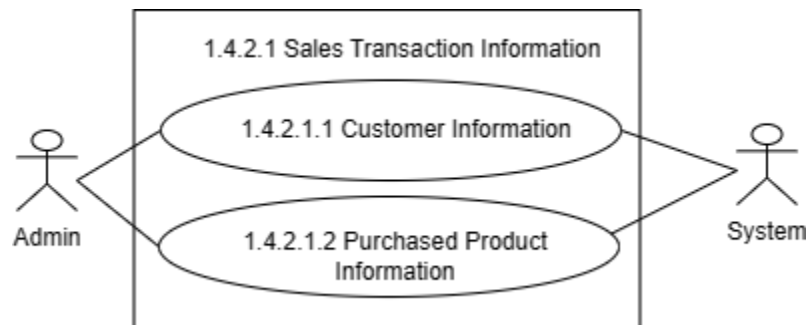 1.4.2.1 Sales Transaction Information
1.4.2.1.1 Customer Information
Admin
System
1.4.2.1.2 Purchased Product
Information